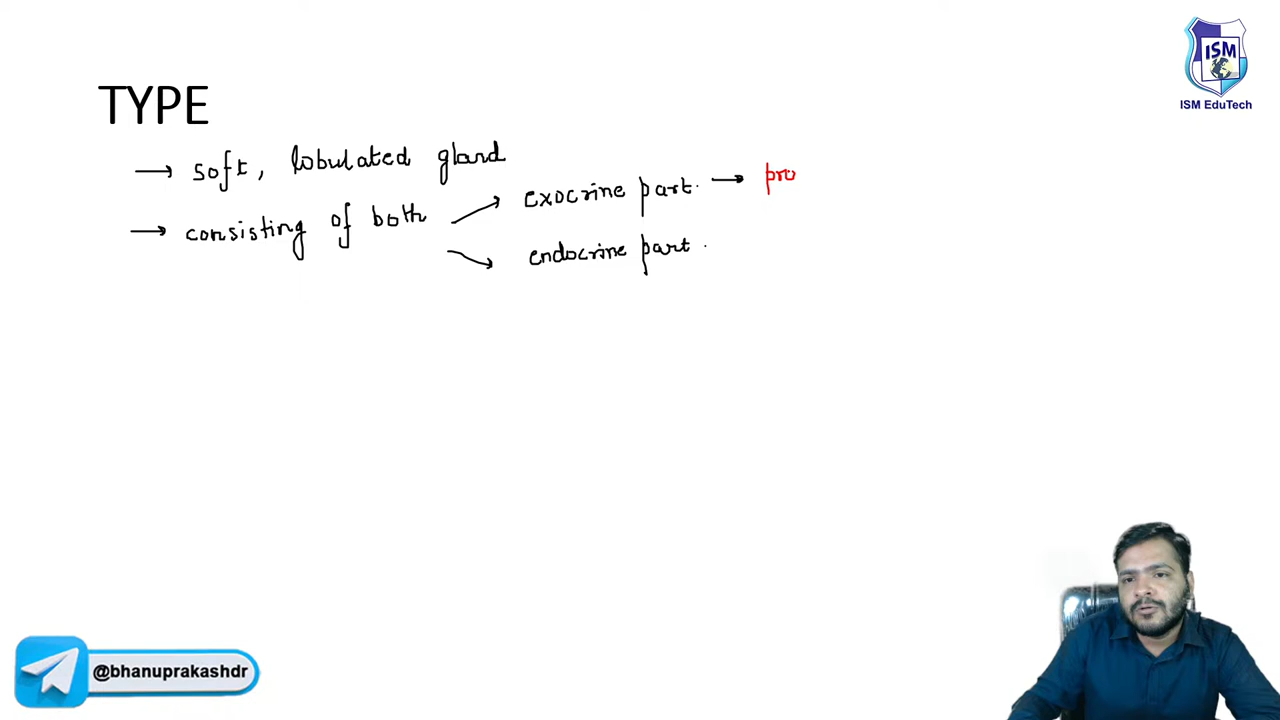 ISM
ISM EduTech
TYPE
→ soft, lobulated gland
→ consisting of both
exocrine part. → pro
endocrine part.
@bhanuprakashdr